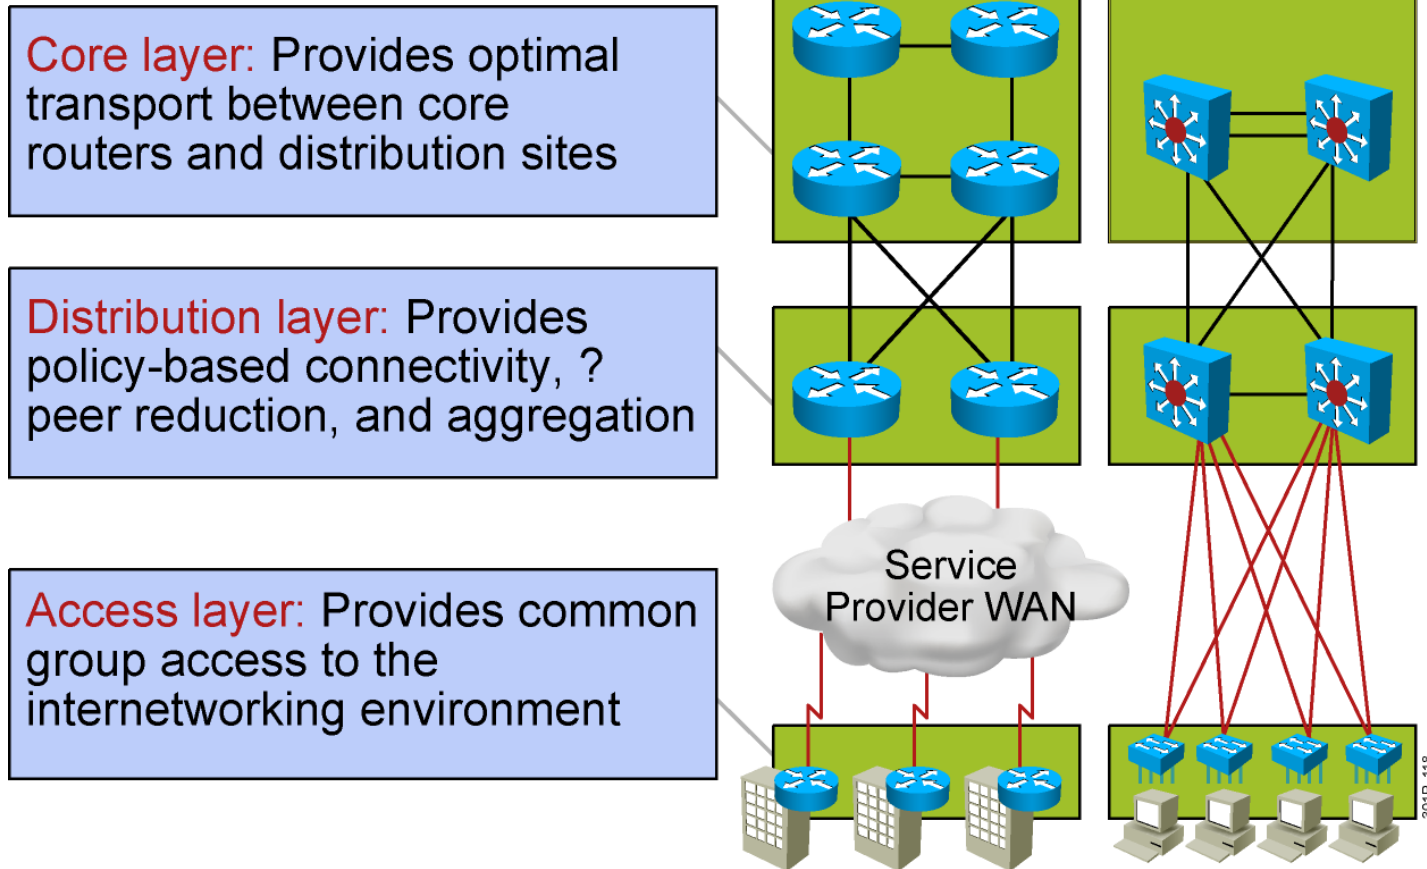 Core layer: Provides optimal
transport between core
routers and distribution sites
Distribution layer: Provides
policy-based connectivity, ?
peer reduction, and aggregation
Service
Provider WAN
Access layer: Provides common
group access to the
internetworking environment